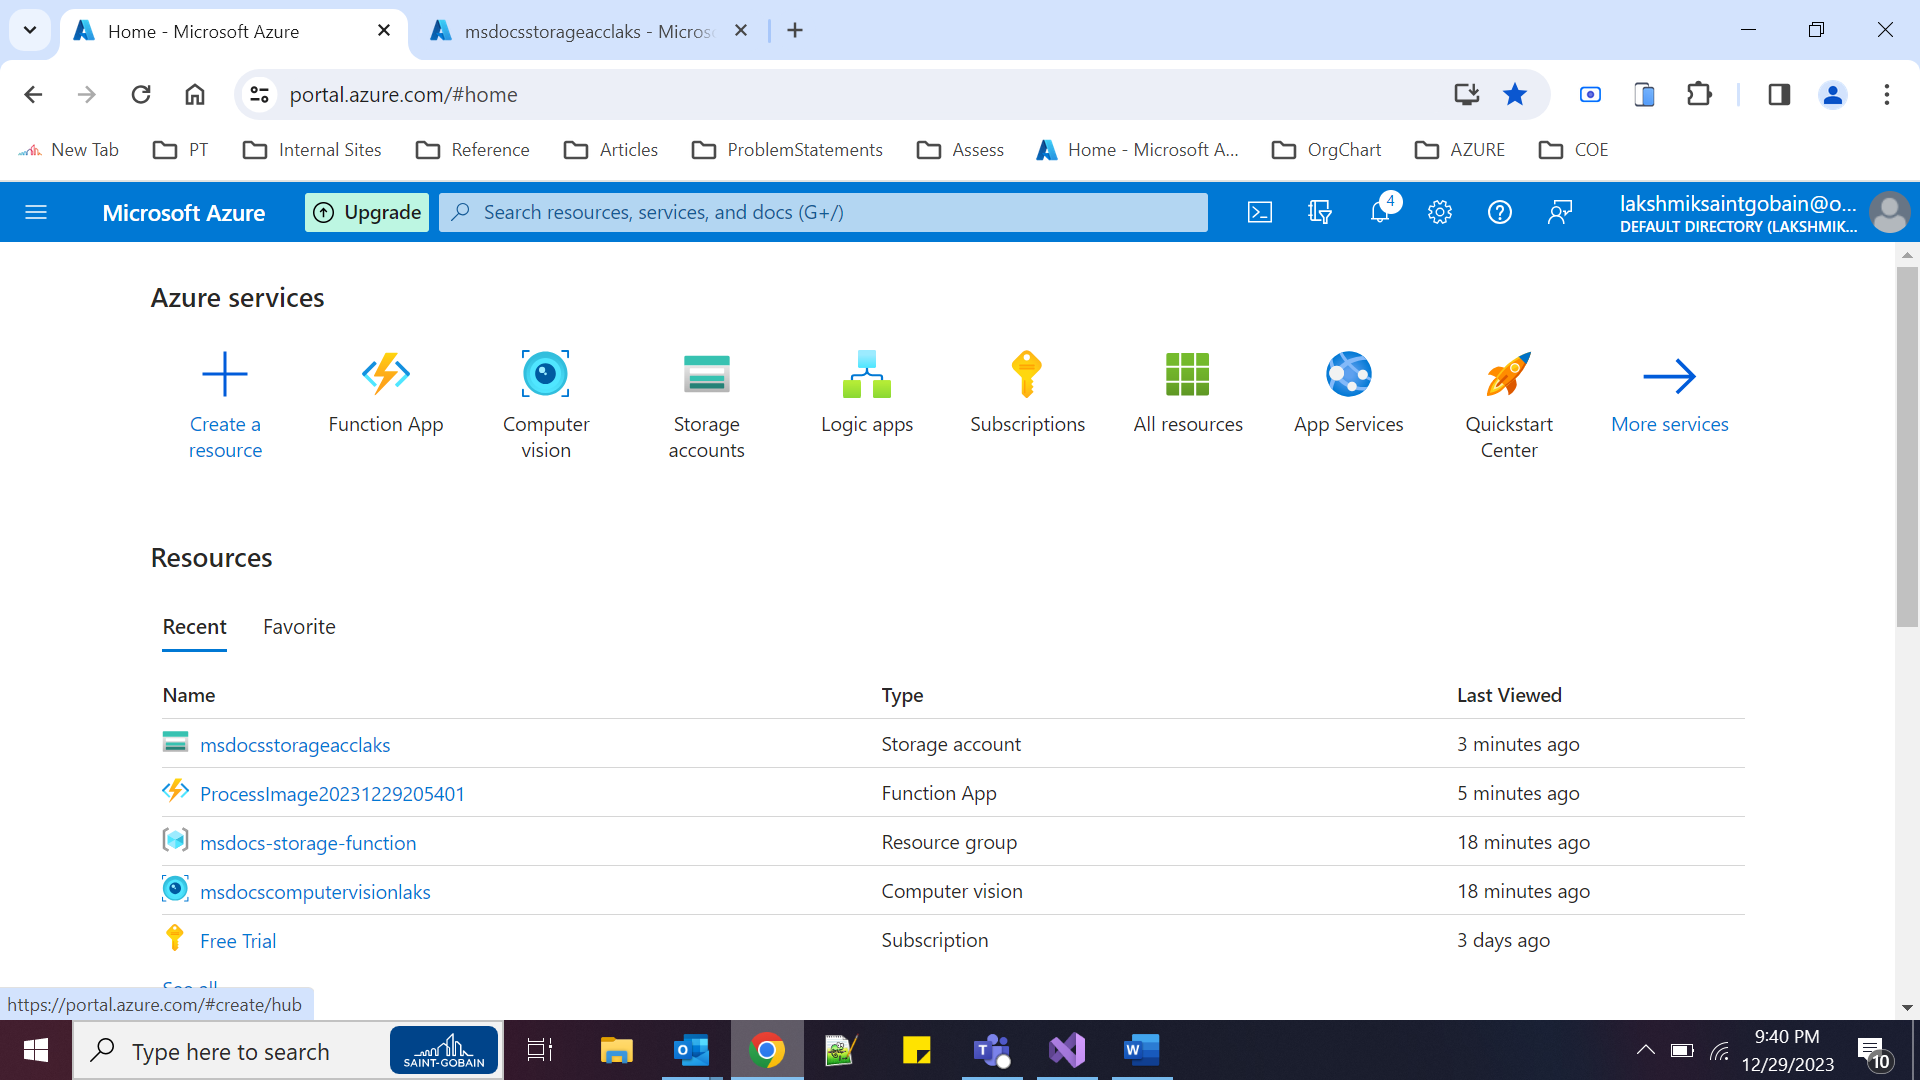 Home - Microsoft Azure
msdocsstorageacclaks - Micros
portal.azure.com/#home
New Tab
PT
Internal Sites
Reference
Articles
ProblemStatements
Assess
Home - Microsoft A...
OrgChart
AZURE
COE
Microsoft Azure
Upgrade
Search resources, services, and docs (G+/)
4
lakshmiksaintgobain@o...
DEFAULT DIRECTORY (LAKSHMIK...
Azure services
Create a
resource
Function App
Computer
vision
Storage
accounts
Logic apps
Subscriptions
All resources
App Services
Quickstart
Center
More services
Resources
Recent
Favorite
Name Type Last Viewed
msdocsstorageacclaks Storage account 3 minutes ago
ProcessImage20231229205401 Function App 5 minutes ago
msdocs-storage-function Resource group 18 minutes ago
msdocscomputervisionlaks Computer vision 18 minutes ago
Free Trial Subscription 3 days ago
See all
https://portal.azure.com/#create/hub
Type here to search
SAINT-GOBAIN
9:40 PM
12/29/2023
10